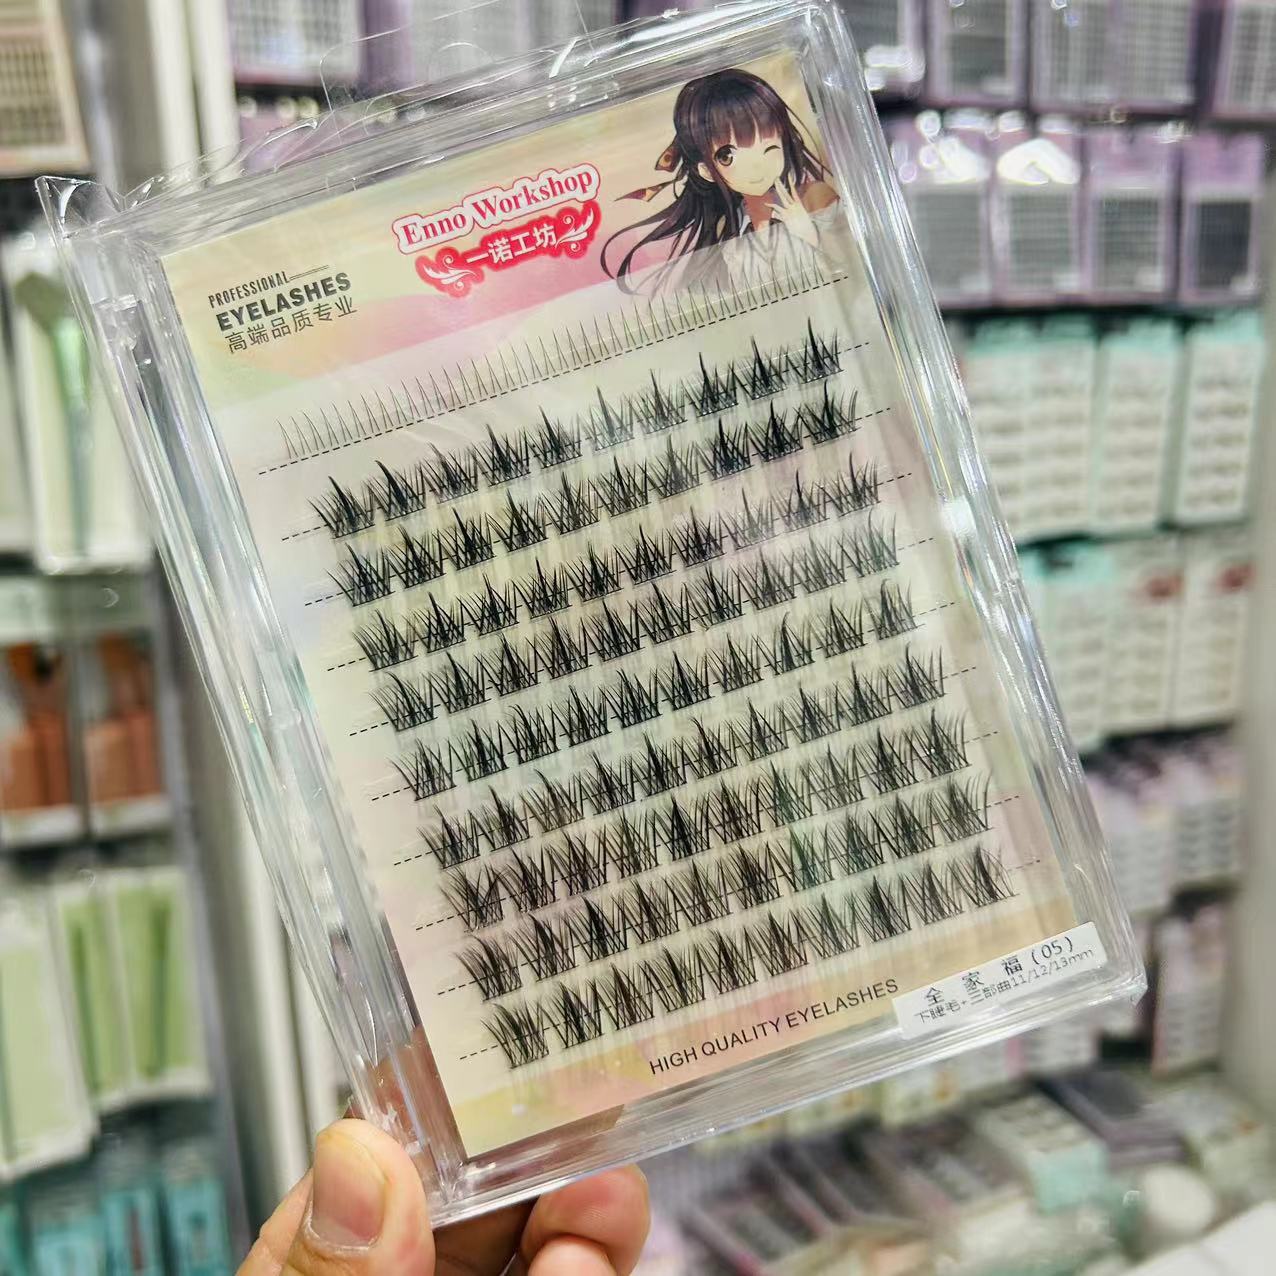 Enno Workshop
一诺工坊
PROFESSIONAL
EYELASHES
高端品质专业
HIGH QUALITY EYELASHES
全 家 福 (05)
下睫毛+三部曲11/12/13mm